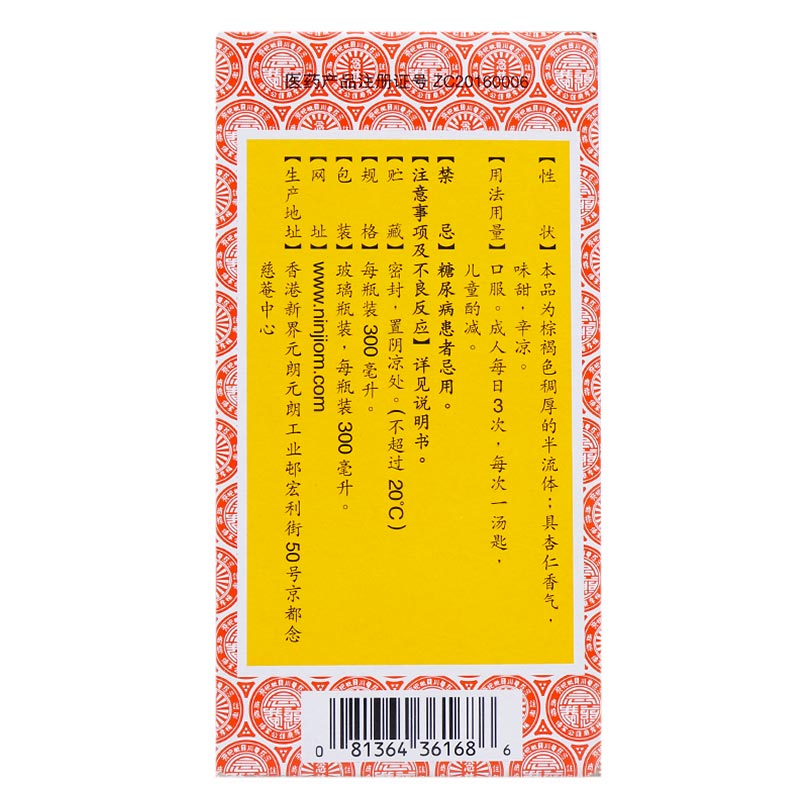 医药产品注册证号 ZC20160006
【性状】本品为棕褐色稠厚的半流体；具杏仁香气，
味甜，辛凉。
【用法用量】口服。成人每日3次，每次一汤匙，
儿童酌减。
【禁忌】糖尿病患者忌用。
【注意事项及不良反应】详见说明书。
【贮藏】密封，置阴凉处。(不超过20℃)
【规格】每瓶装300毫升。
【包装】玻璃瓶装，每瓶装300毫升。
【网址】www.ninjiom.com
【生产地址】香港新界元朗元朗工业邨宏利街50号京都念
慈菴中心
0 81364 36168 6